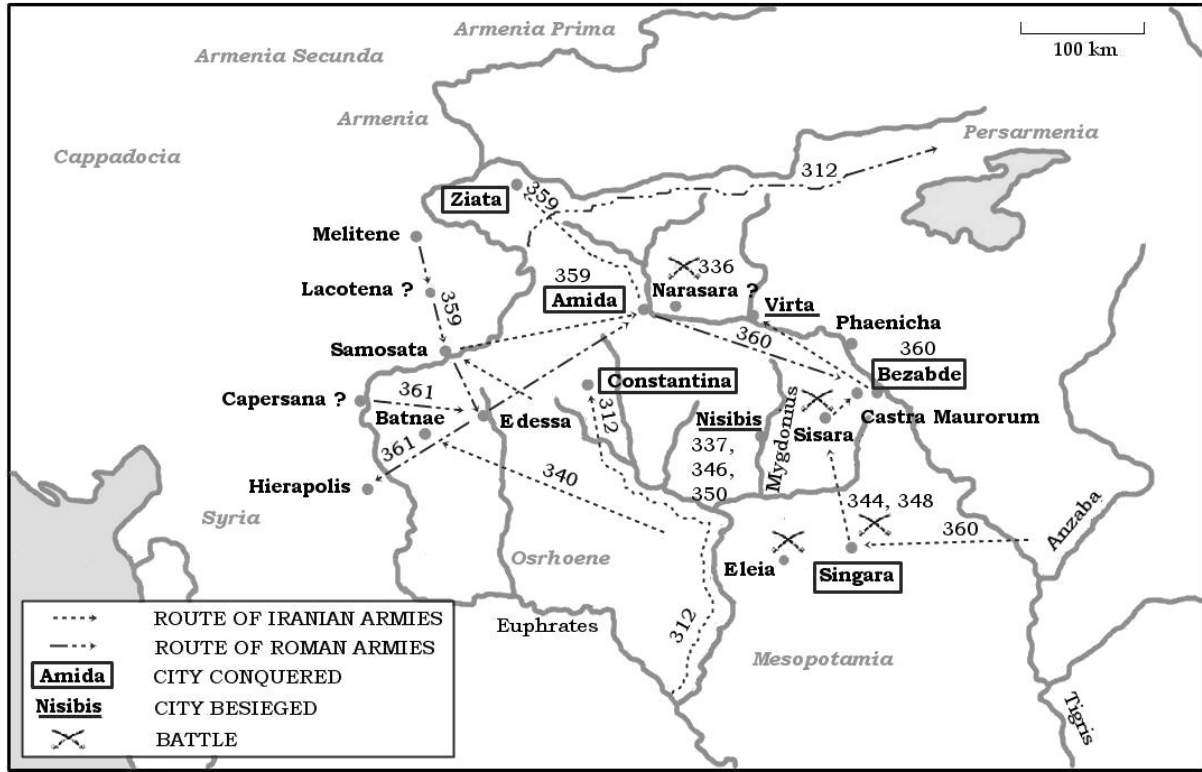 Armenia Prima
100 km
Armenia Secunda
Armenia
Persarmenia
Cappadocia
312
Ziata
359
Melitene
336
359
Narasara ?
Lacotena ?
Amida
Virta
359
Phaenicha
360
360
Samosata
Bezabde
Constantina
361
Capersana ?
Batnae
Edessa
312
Nisibis
Castra Maurorum
Sisara
337,
346,
350
Mygdonius
361
340
Hierapolis
344, 348
Syria
360
Anzaba
Osrhoene
Eleia
Singara
Euphrates
312
Mesopotamia
Tigris
ROUTE OF IRANIAN ARMIES
ROUTE OF ROMAN ARMIES
Amida CITY CONQUERED
Nisibis CITY BESIEGED
BATTLE